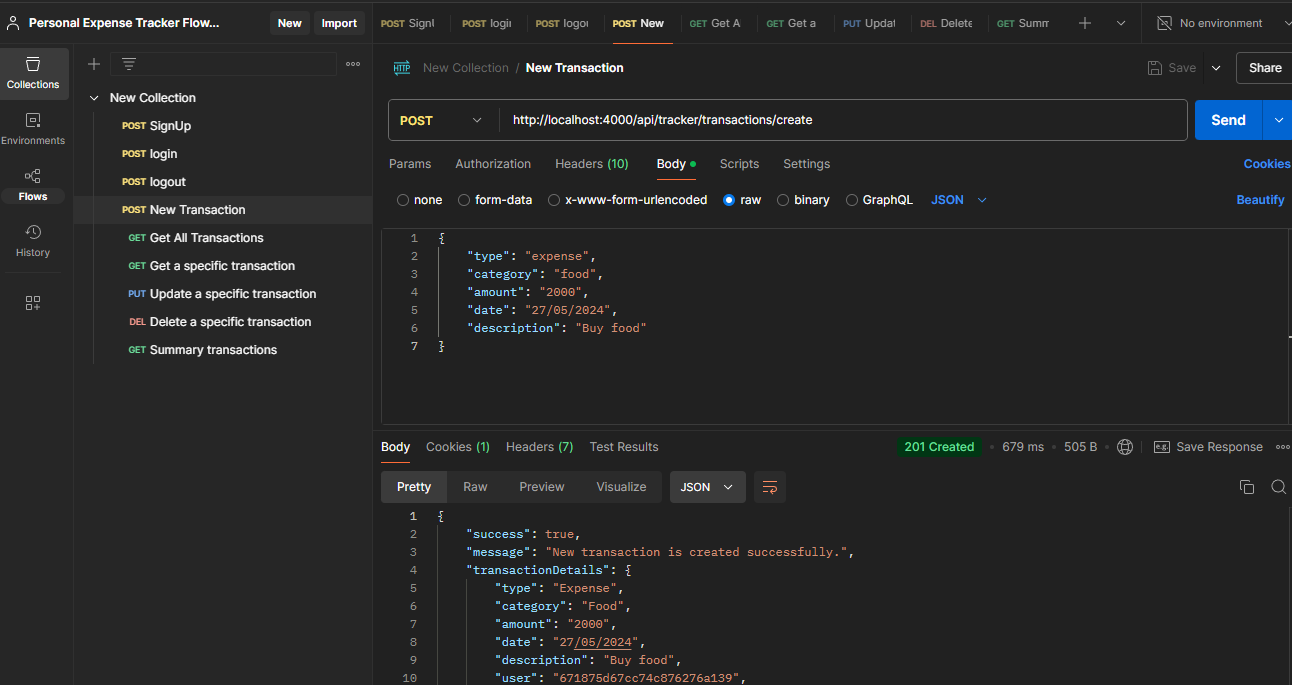 Personal Expense Tracker Flow...
New
Import
POST SignU
POST login
POST logou
POST New
GET Get A
GET Get a
PUT Updat
DEL Delete
GET Summ
No environment
Collections
Environments
Flows
History
New Collection
POST SignUp
POST login
POST logout
POST New Transaction
GET Get All Transactions
GET Get a specific transaction
PUT Update a specific transaction
DEL Delete a specific transaction
GET Summary transactions
HTTP New Collection / New Transaction
Save
Share
POST http://localhost:4000/api/tracker/transactions/create
Send
Params Authorization Headers (10) Body Scripts Settings
Cookies
none form-data x-www-form-urlencoded raw binary GraphQL JSON
Beautify
1 {
2 "type": "expense",
3 "category": "food",
4 "amount": "2000",
5 "date": "27/05/2024",
6 "description": "Buy food"
7 }
Body Cookies (1) Headers (7) Test Results
201 Created • 679 ms • 505 B
e.g. Save Response
Pretty Raw Preview Visualize JSON
1 {
2 "success": true,
3 "message": "New transaction is created successfully.",
4 "transactionDetails": {
5 "type": "Expense",
6 "category": "Food",
7 "amount": "2000",
8 "date": "27/05/2024",
9 "description": "Buy food",
10 "user": "671875d67cc74c876276a139",